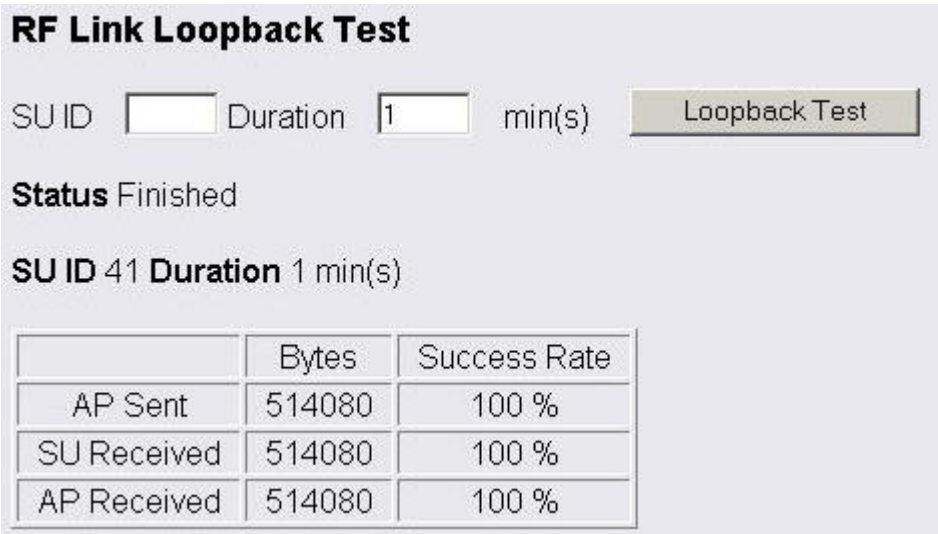 RF Link Loopback Test
SU ID Duration 1 min(s) Loopback Test
Status Finished
SU ID 41 Duration 1 min(s)
Bytes Success Rate
AP Sent 514080 100 %
SU Received 514080 100 %
AP Received 514080 100 %